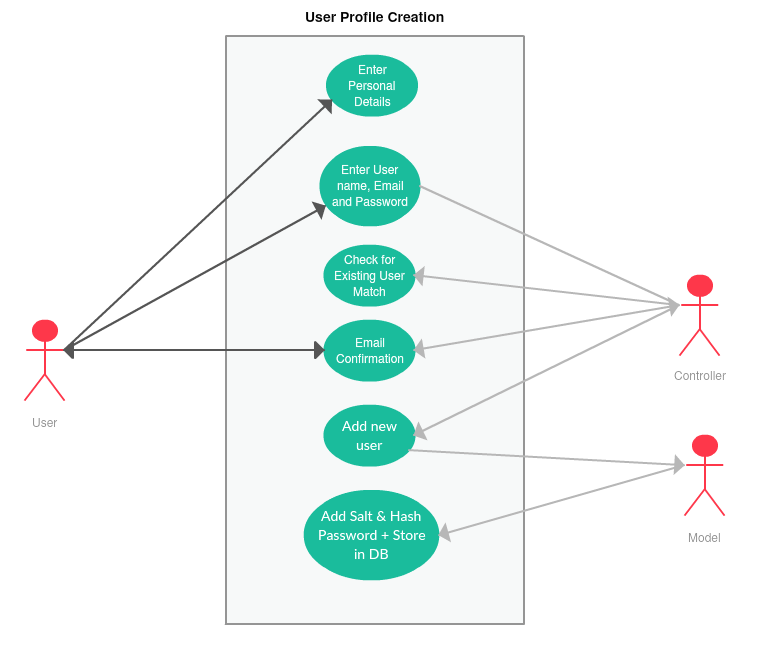 User Profile Creation
Enter
Personal
Details
Enter User
name, Email
and Password
Check for
Existing User
Match
Email
Confirmation
Add new
user
Add Salt & Hash
Password + Store
in DB
User
Controller
Model